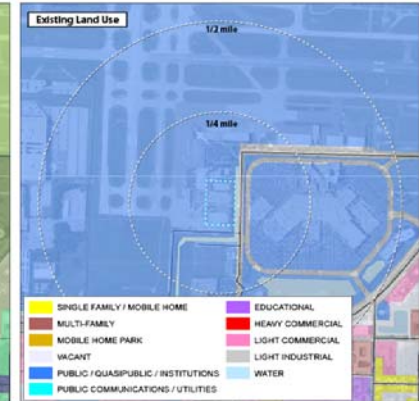 Existing Land Use
1/2 mile
1/4 mile
SINGLE FAMILY / MOBILE HOME
MULTI-FAMILY
MOBILE HOME PARK
VACANT
PUBLIC / QUASIPUBLIC / INSTITUTIONS
PUBLIC COMMUNICATIONS / UTILITIES
EDUCATIONAL
HEAVY COMMERCIAL
LIGHT COMMERCIAL
LIGHT INDUSTRIAL
WATER